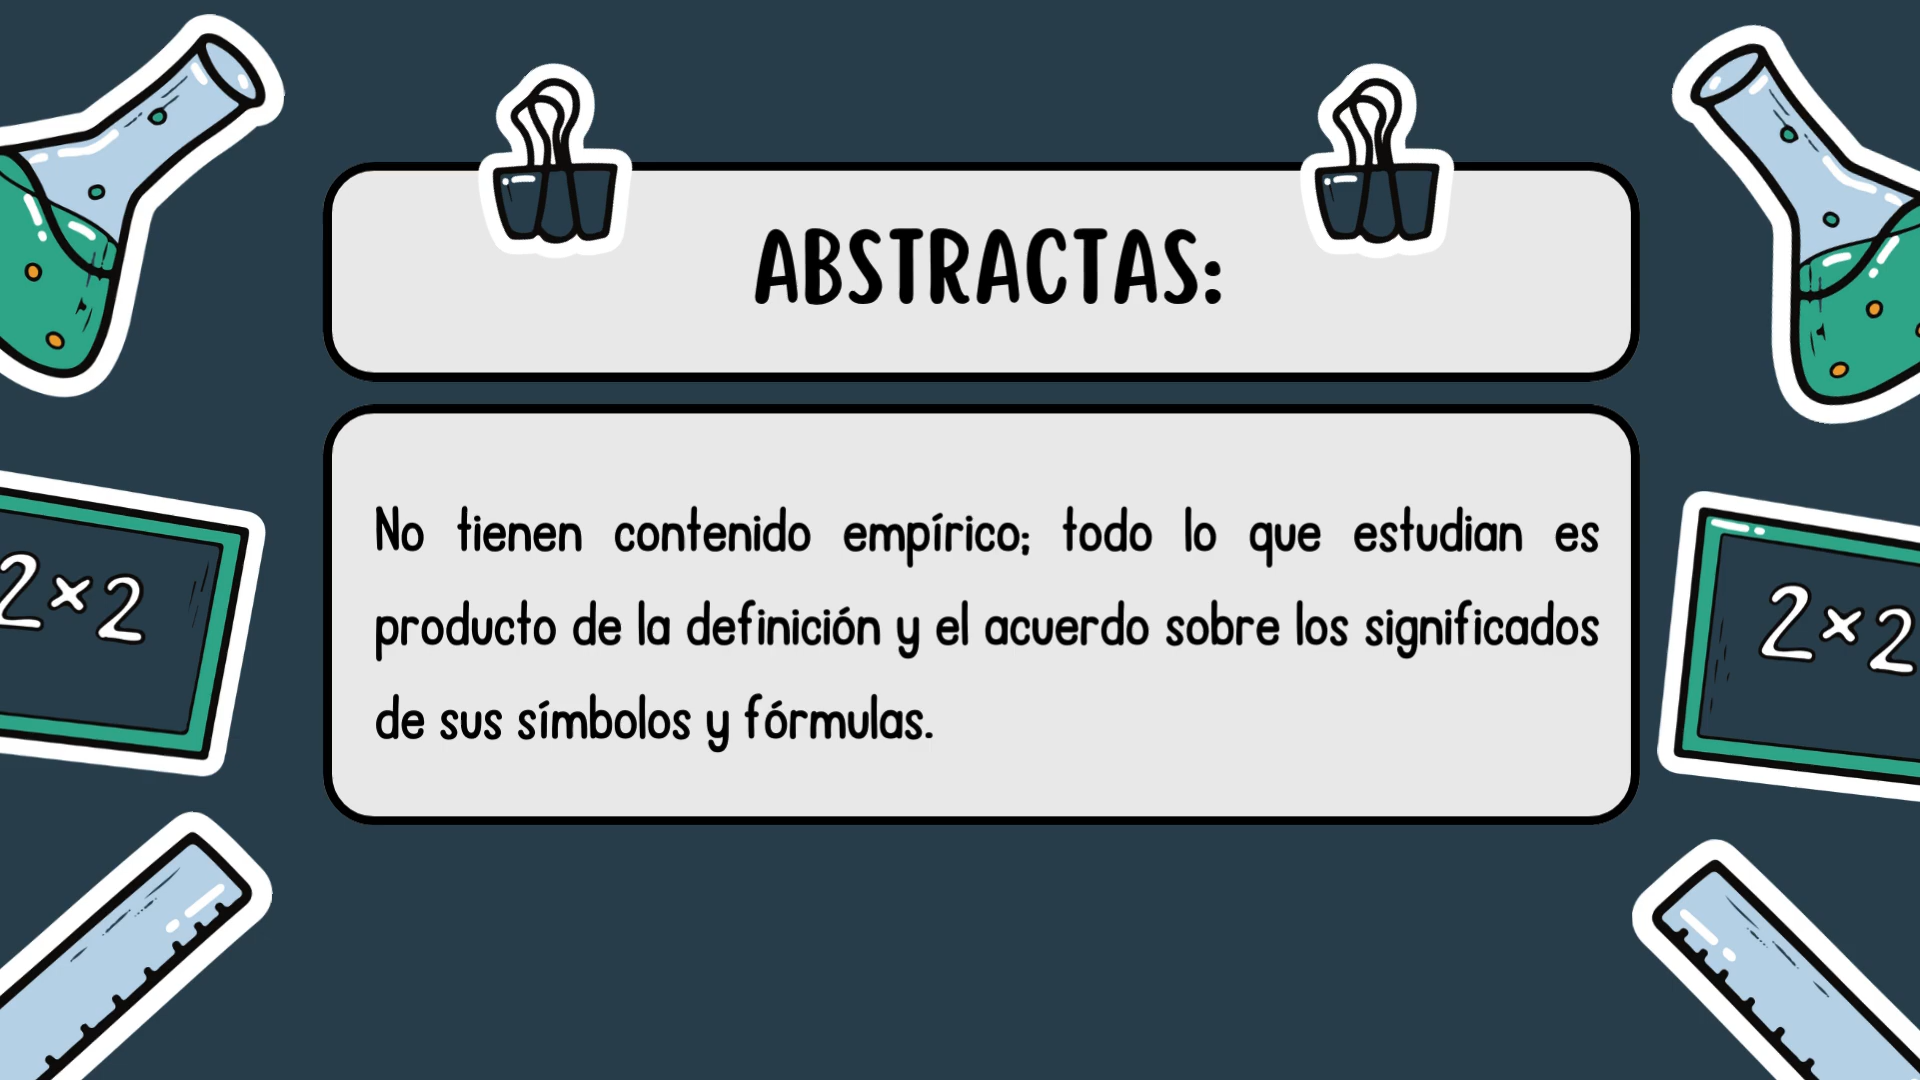 ABSTRACTAS:
No tienen contenido empírico; todo lo que estudian es
producto de la definición y el acuerdo sobre los significados
de sus símbolos y fórmulas.
2×2
2×2